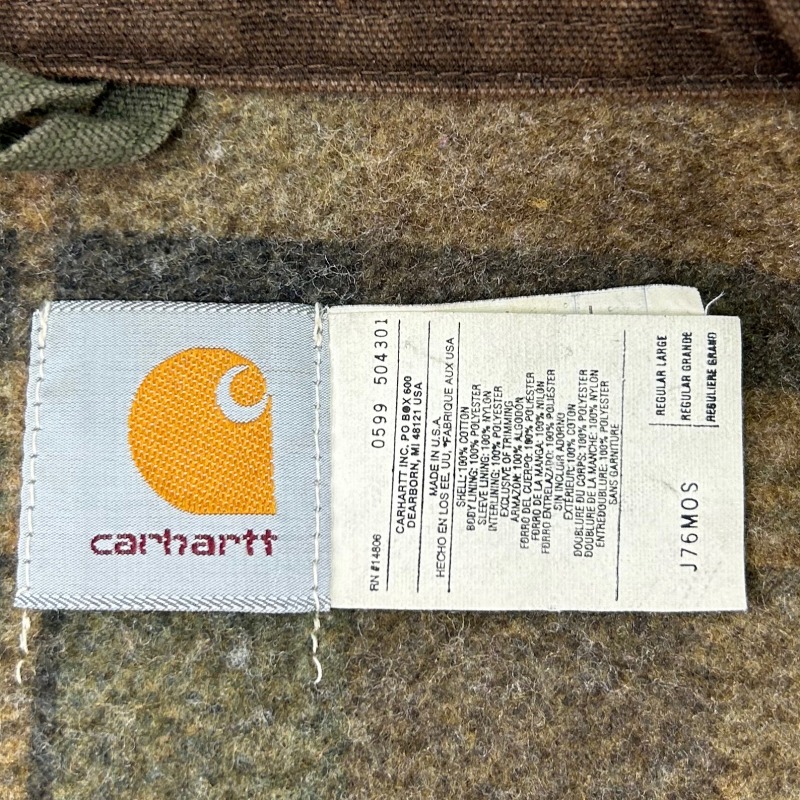 carhartt
RN #14806
0599 504301
CARHARTT INC. PO BOX 600
DEARBORN, MI 48121 USA
MADE IN U.S.A.
HECHO EN LOS EE. UU. *FABRIQUE AUX USA
SHELL: 100% COTTON
BODY LINING: 100% POLYESTER
SLEEVE LINING: 100% NYLON
INTERLINING: 100% POLYESTER
EXCLUSIVE OF TRIMMING
ARMAZON: 100% ALGODON
FORRO DEL CUERPO: 100% POLIESTER
FORRO DE LA MANGA: 100% NILON
FORRO ENTRELAZADO: 100% POLIESTER
SIN INCLUIR ADORNO
EXTERIEUR: 100% COTON
DOUBLURE DU CORPS: 100% POLYESTER
DOUBLURE DE LA MANCHE: 100% NYLON
ENTREDOUBLURE: 100% POLYESTER
SANS GARNITURE
REGULAR LARGE
REGULAR GRANDE
REGULIERE GRAND
J76MOS